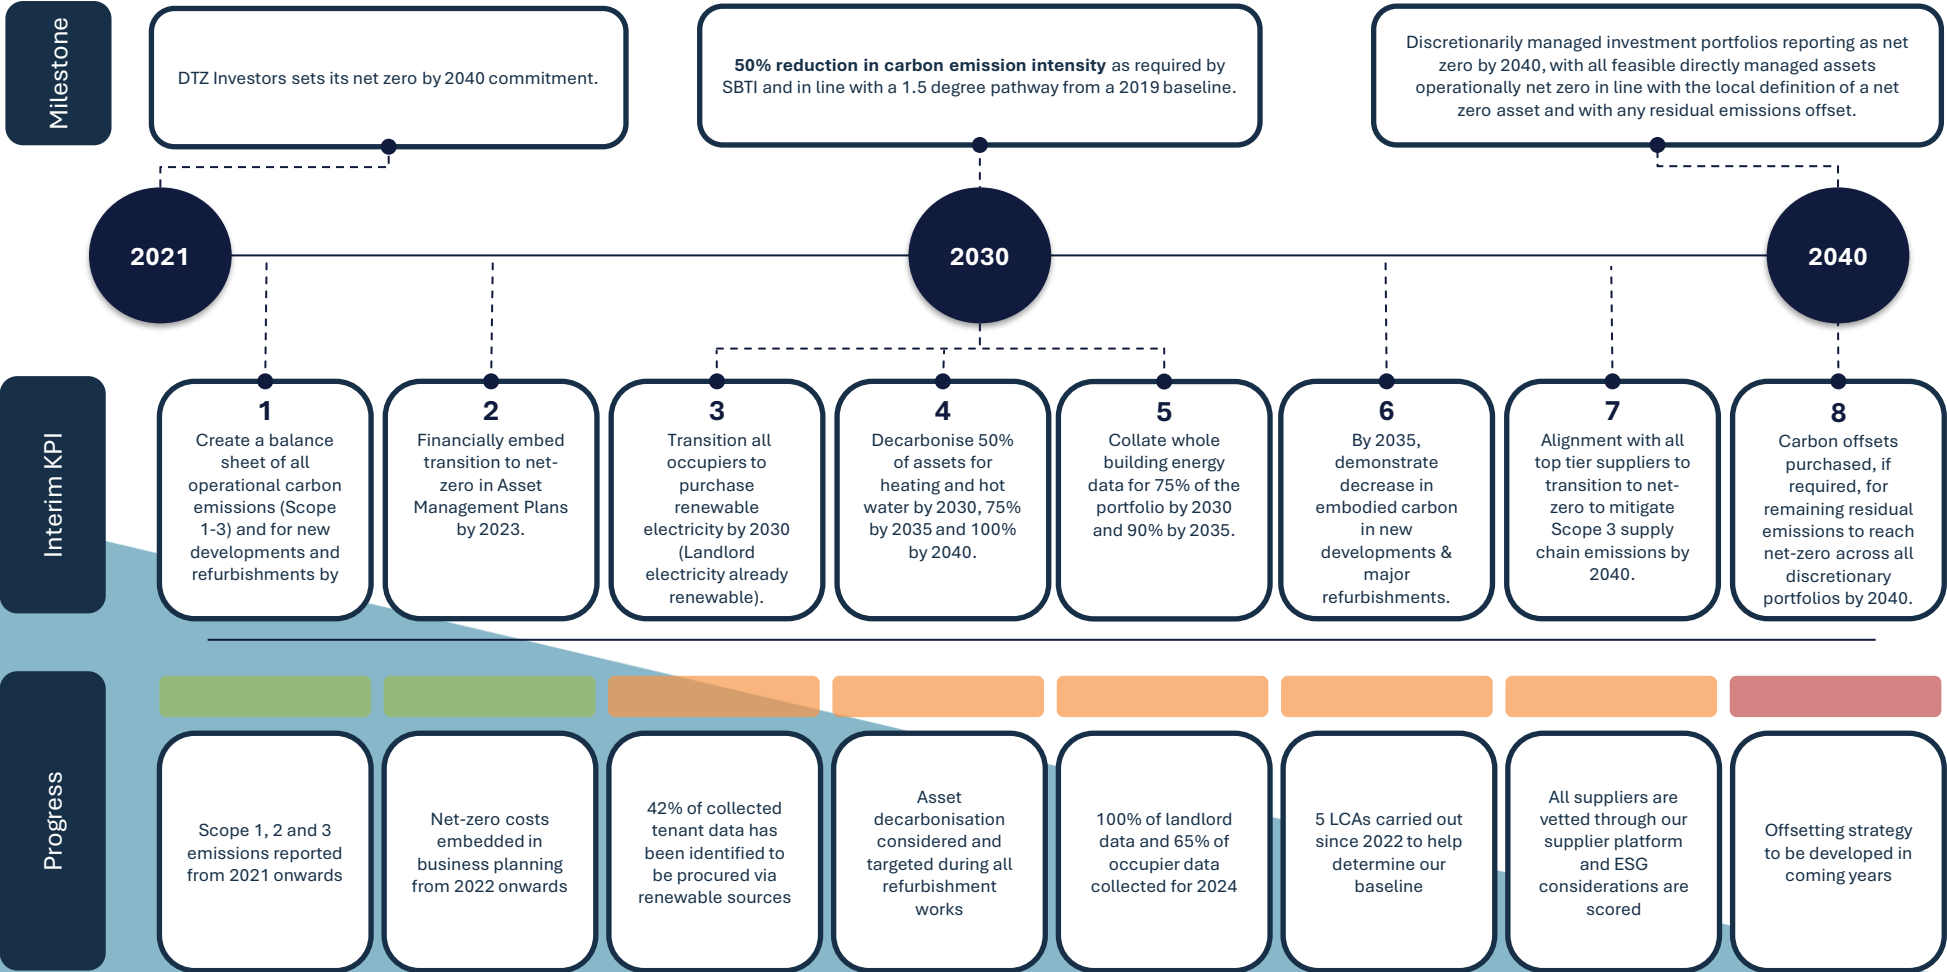 Milestone
DTZ Investors sets its net zero by 2040 commitment.
50% reduction in carbon emission intensity as required by
SBTI and in line with a 1.5 degree pathway from a 2019 baseline.
Discretionarily managed investment portfolios reporting as net
zero by 2040, with all feasible directly managed assets
operationally net zero in line with the local definition of a net
zero asset and with any residual emissions offset.
2021
2030
2040
Interim KPI
1
Create a balance
sheet of all
operational carbon
emissions (Scope
1-3) and for new
developments and
refurbishments by
2
Financially embed
transition to net-
zero in Asset
Management Plans
by 2023.
3
Transition all
occupiers to
purchase
renewable
electricity by 2030
(Landlord
electricity already
renewable).
4
Decarbonise 50%
of assets for
heating and hot
water by 2030, 75%
by 2035 and 100%
by 2040.
5
Collate whole
building energy
data for 75% of the
portfolio by 2030
and 90% by 2035.
6
By 2035,
demonstrate
decrease in
embodied carbon
in new
developments &
major
refurbishments.
7
Alignment with all
top tier suppliers to
transition to net-
zero to mitigate
Scope 3 supply
chain emissions by
2040.
8
Carbon offsets
purchased, if
required, for
remaining residual
emissions to reach
net-zero across all
discretionary
portfolios by 2040.
Progress
Scope 1, 2 and 3
emissions reported
from 2021 onwards
Net-zero costs
embedded in
business planning
from 2022 onwards
42% of collected
tenant data has
been identified to
be procured via
renewable sources
Asset
decarbonisation
considered and
targeted during all
refurbishment
works
100% of landlord
data and 65% of
occupier data
collected for 2024
5 LCAs carried out
since 2022 to help
determine our
baseline
All suppliers are
vetted through our
supplier platform
and ESG
considerations are
scored
Offsetting strategy
to be developed in
coming years